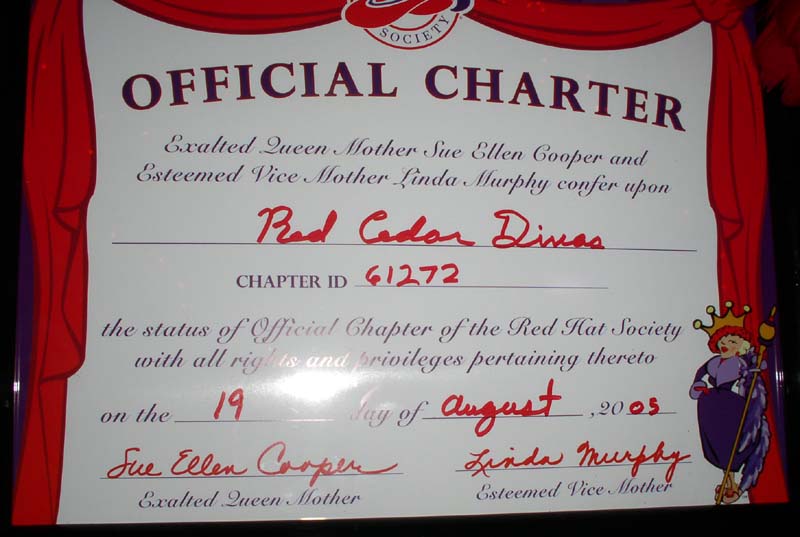 SOCIETY
OFFICIAL CHARTER
Exalted Queen Mother Sue Ellen Cooper and
Esteemed Vice Mother Linda Murphy confer upon
Red Cedar Divas
CHAPTER ID 61272
the status of Official Chapter of the Red Hat Society
with all rights and privileges pertaining thereto
on the 19 day of august, 2005
Sue Ellen Cooper Linda Murphy
Exalted Queen Mother Esteemed Vice Mother